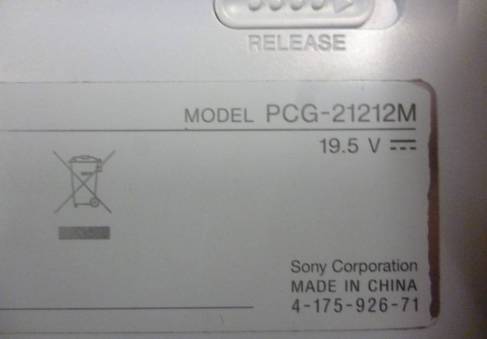 RELEASE
MODEL PCG-21212M
19.5 V
Sony Corporation
MADE IN CHINA
4-175-926-71